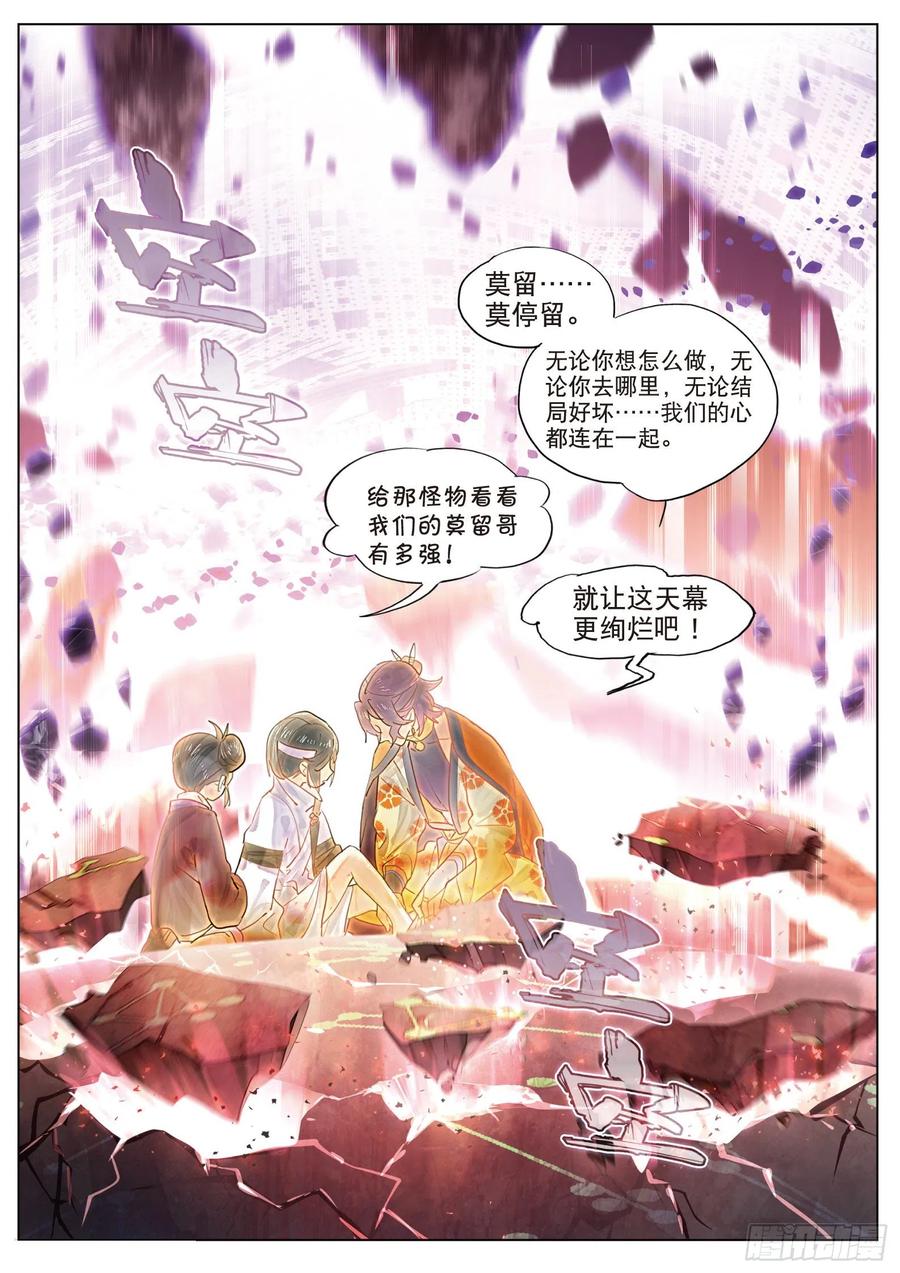 空
空
莫留……
莫停留。
无论你想怎么做，无
论你去哪里，无论结
局好坏……我们的心
都连在一起。
给那怪物看看
我们的莫留哥
有多强！
就让这天幕
更绚烂吧！
空
空
腾讯动漫